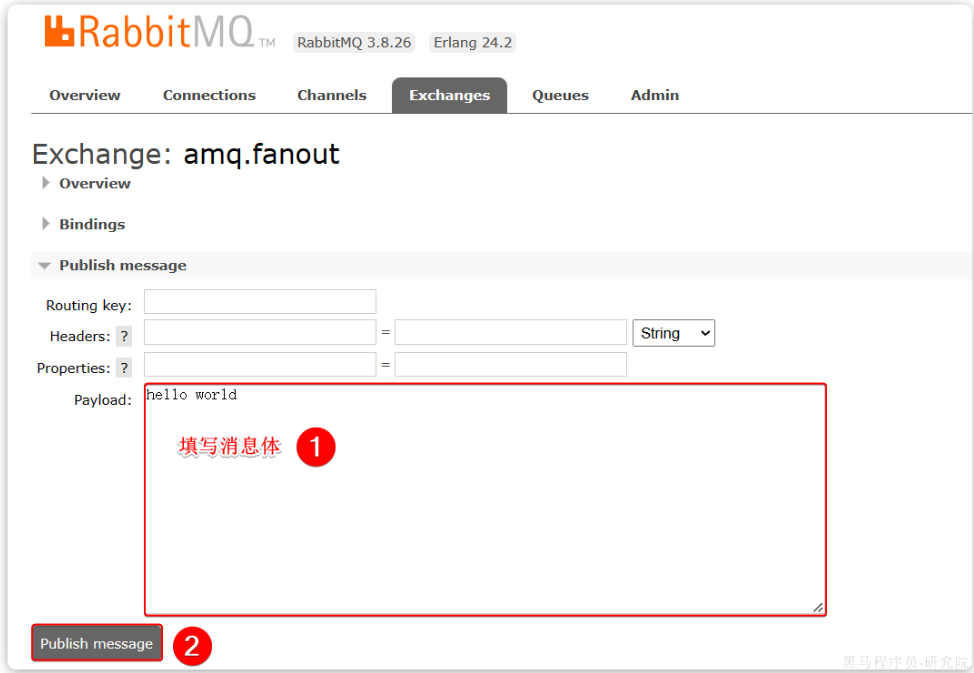 RabbitMQ TM RabbitMQ 3.8.26 Erlang 24.2
Overview Connections Channels Exchanges Queues Admin
Exchange: amq.fanout
Overview
Bindings
Publish message
Routing key:
Headers: ? = String
Properties: ? =
Payload: hello world
填写消息体 1
Publish message 2
黑马程序员-研究院